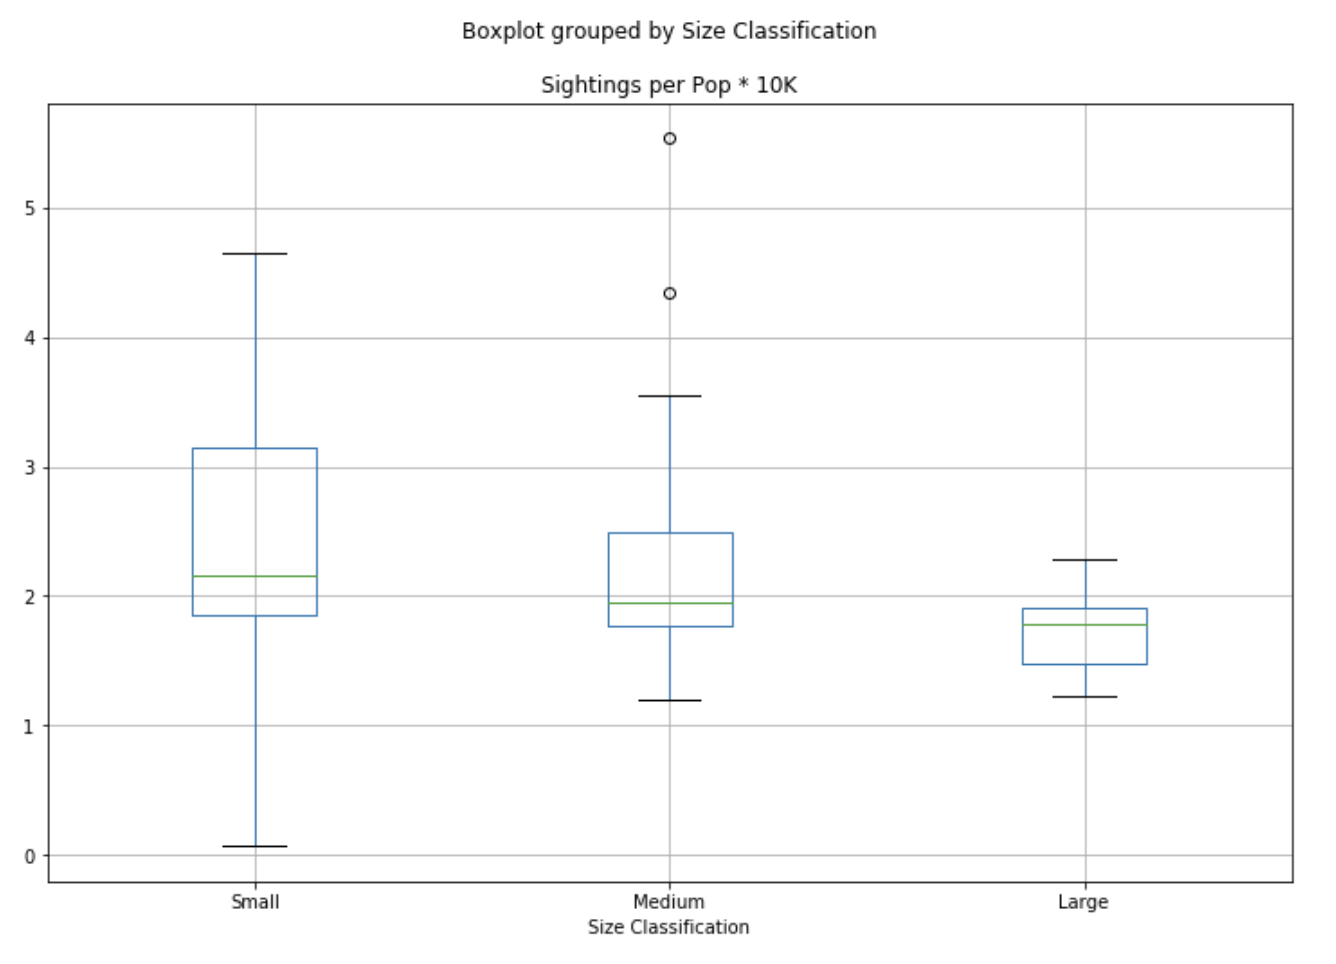 Boxplot grouped by Size Classification
Sightings per Pop * 10K
5
4
3
2
1
0
Small Medium Large
Size Classification